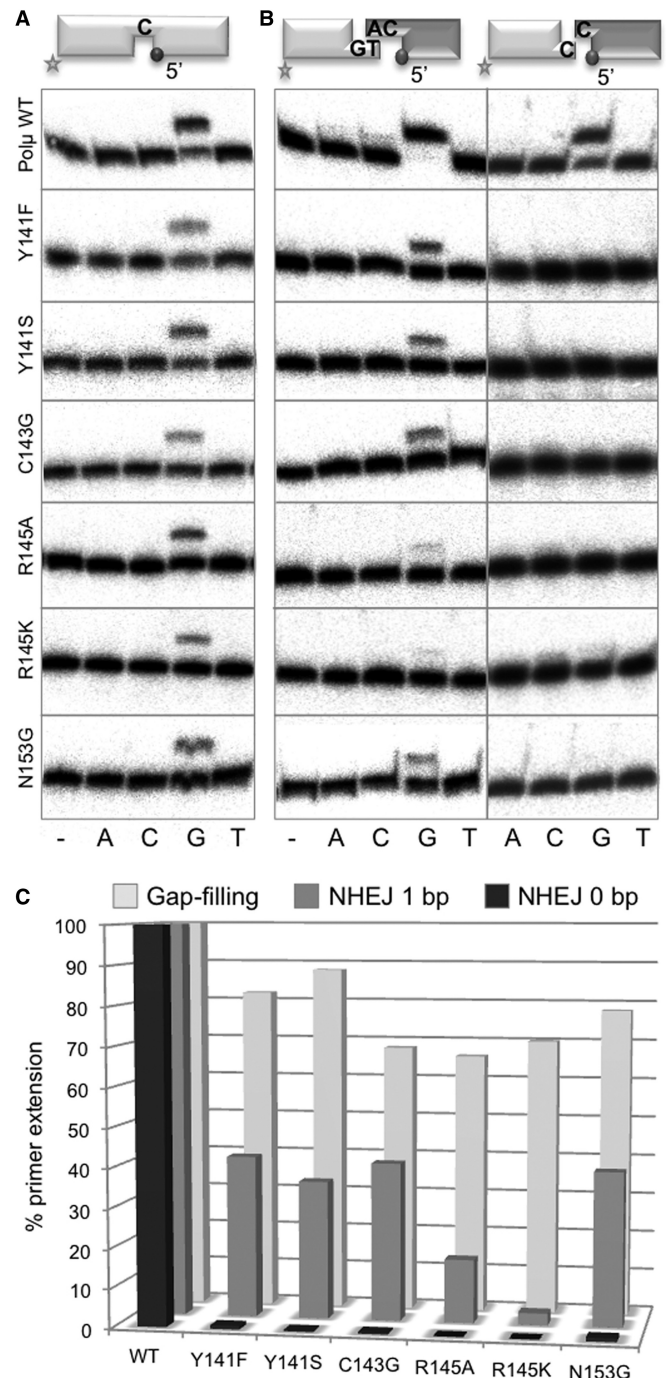 A
B
C
5'
AC
GT
5'
C
C
5'
Polμ WT
Y141F
Y141S
C143G
R145A
R145K
N153G
- A C G T
- A C G T
A C G T
C
Gap-filling
NHEJ 1 bp
NHEJ 0 bp
% primer extension
100
90
80
70
60
50
40
30
20
10
0
WT
Y141F
Y141S
C143G
R145A
R145K
N153G